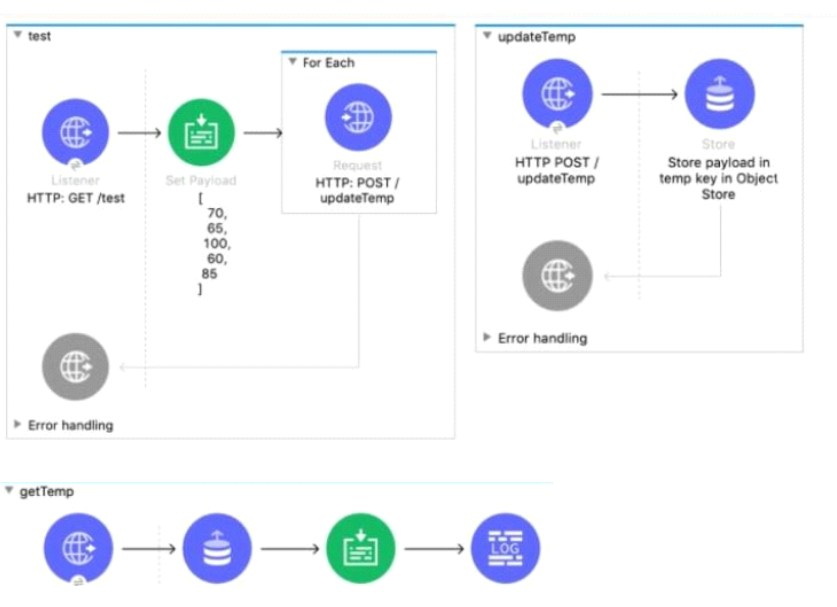 test
For Each
Listener
HTTP: GET /test
Set Payload
[
70,
65,
100,
60,
85
]
Request
HTTP: POST /
updateTemp
Error handling
updateTemp
Listener
HTTP POST /
updateTemp
Store
Store payload in
temp key in Object
Store
Error handling
getTemp
LOG